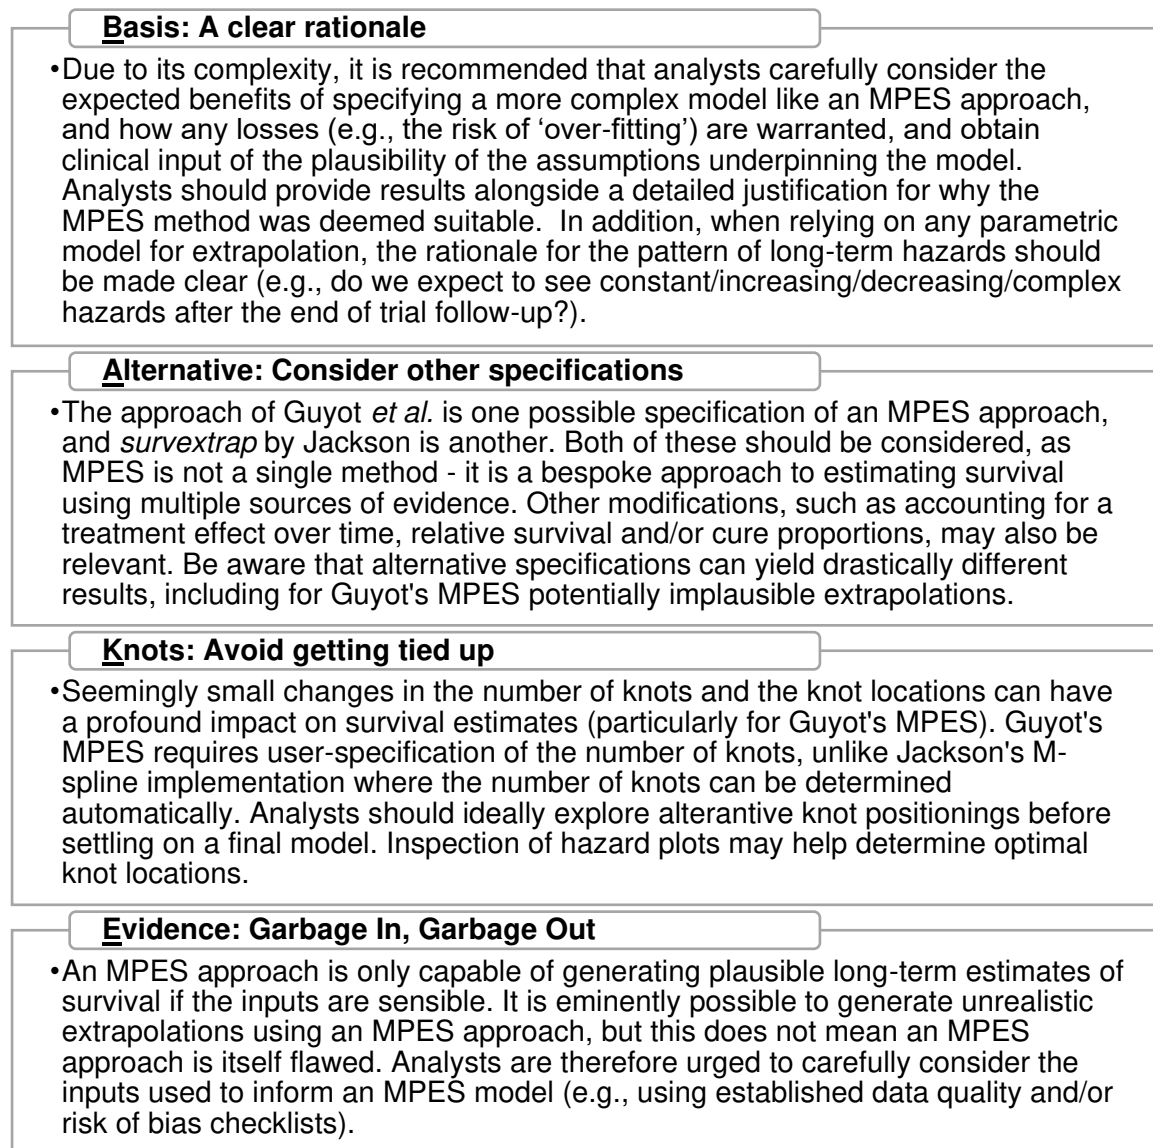 Basis: A clear rationale
•Due to its complexity, it is recommended that analysts carefully consider the
expected benefits of specifying a more complex model like an MPES approach,
and how any losses (e.g., the risk of ‘over-fitting’) are warranted, and obtain
clinical input of the plausibility of the assumptions underpinning the model.
Analysts should provide results alongside a detailed justification for why the
MPES method was deemed suitable.  In addition, when relying on any parametric
model for extrapolation, the rationale for the pattern of long-term hazards should
be made clear (e.g., do we expect to see constant/increasing/decreasing/complex
hazards after the end of trial follow-up?).
Alternative: Consider other specifications
•The approach of Guyot et al. is one possible specification of an MPES approach,
and survextrap by Jackson is another. Both of these should be considered, as
MPES is not a single method - it is a bespoke approach to estimating survival
using multiple sources of evidence. Other modifications, such as accounting for a
treatment effect over time, relative survival and/or cure proportions, may also be
relevant. Be aware that alternative specifications can yield drastically different
results, including for Guyot's MPES potentially implausible extrapolations.
Knots: Avoid getting tied up
•Seemingly small changes in the number of knots and the knot locations can have
a profound impact on survival estimates (particularly for Guyot's MPES). Guyot's
MPES requires user-specification of the number of knots, unlike Jackson's M-
spline implementation where the number of knots can be determined
automatically. Analysts should ideally explore alterantive knot positionings before
settling on a final model. Inspection of hazard plots may help determine optimal
knot locations.
Evidence: Garbage In, Garbage Out
•An MPES approach is only capable of generating plausible long-term estimates of
survival if the inputs are sensible. It is eminently possible to generate unrealistic
extrapolations using an MPES approach, but this does not mean an MPES
approach is itself flawed. Analysts are therefore urged to carefully consider the
inputs used to inform an MPES model (e.g., using established data quality and/or
risk of bias checklists).